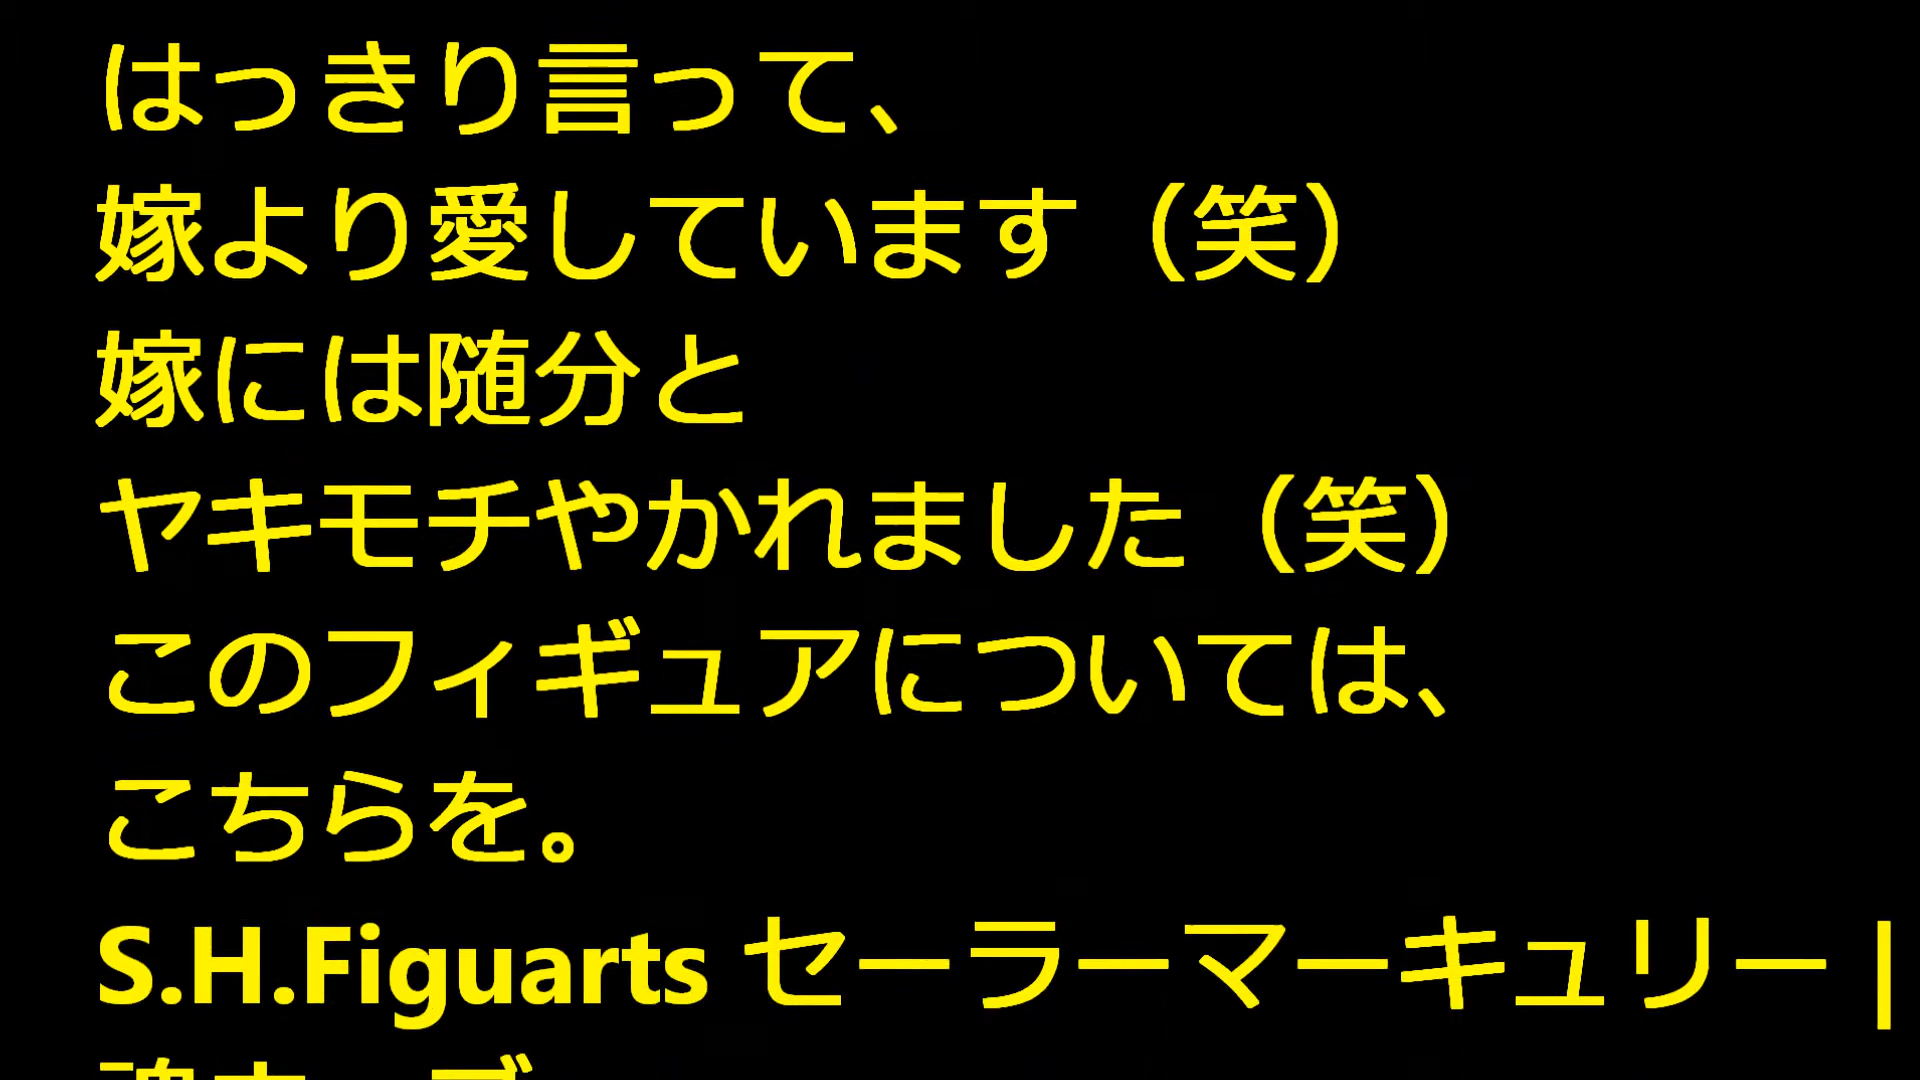 はっきり言って、
嫁より愛しています（笑）
嫁には随分と
ヤキモチやかれました（笑）
このフィギュアについては、
こちらを。
S.H.Figuarts セーラーマーキュリー |